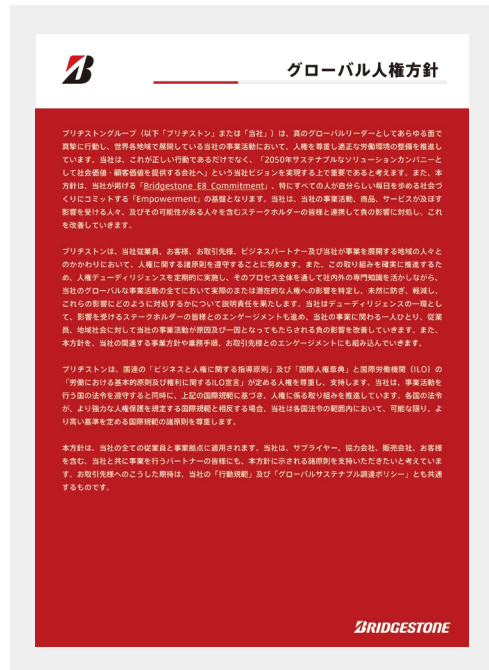 グローバル人権方針
ブリヂストングループ（以下「ブリヂストン」または「当社」）は、真のグローバルリーダーとしてあらゆる面で
真摯に行動し、世界各地域で展開している当社の事業活動において、人権を尊重し適正な労働環境の整備を推進し
ています。当社は、これが正しい行動であるだけでなく、「2050年サステナブルなソリューションカンパニーと
して社会価値・顧客価値を提供する会社へ」という当社ビジョンを実現する上で重要であると考えます。また、本
方針は、当社が掲げる「Bridgestone E8 Commitment」、特にすべての人が自分らしい毎日を歩める社会づ
くりにコミットする「Empowerment」の基盤となります。当社は、当社の事業活動、商品、サービスが及ぼす
影響を受ける人々、及びその可能性がある人々を含むステークホルダーの皆様と連携して負の影響に対処し、これ
を改善していきます。
ブリヂストンは、当社従業員、お客様、お取引先様、ビジネスパートナー及び当社が事業を展開する地域の人々と
のかかわりにおいて、人権に関する諸原則を遵守することに努めます。また、この取り組みを確実に推進するた
め、人権デューディリジェンスを定期的に実施し、そのプロセス全体を通して社内外の専門知識を活かしながら、
当社のグローバルな事業活動の全てにおいて実際のまたは潜在的な人権への影響を特定し、未然に防ぎ、軽減し、
これらの影響にどのように対処するかについて説明責任を果たします。当社はデューディリジェンスの一環とし
て、影響を受けるステークホルダーの皆様とのエンゲージメントも進め、当社の事業に関わる一人ひとり、従業
員、地域社会に対して当社の事業活動が原因及び一因となってもたらされる負の影響を改善していきます。また、
本方針を、当社の関連する事業方針や業務手順、お取引先様とのエンゲージメントにも組み込んでいきます。
ブリヂストンは、国連の「ビジネスと人権に関する指導原則」及び「国際人権章典」と国際労働機関（ILO）の
「労働における基本的原則及び権利に関するILO宣言」が定める人権を尊重し、支持します。当社は、事業活動を
行う国の法令を遵守すると同時に、上記の国際規範に基づき、人権に係る取り組みを推進しています。各国の法令
が、より強力な人権保護を規定する国際規範と相反する場合、当社は各国法令の範囲内において、可能な限り、よ
り高い基準を定める国際規範の諸原則を尊重します。
本方針は、当社の全ての従業員と事業拠点に適用されます。当社は、サプライヤー、協力会社、販売会社、お客様
を含む、当社と共に事業を行うパートナーの皆様にも、本方針に示される諸原則を支持いただきたいと考えていま
す。お取引先様へのこうした期待は、当社の「行動規範」及び「グローバルサステナブル調達ポリシー」とも共通
するものです。
BRIDGESTONE